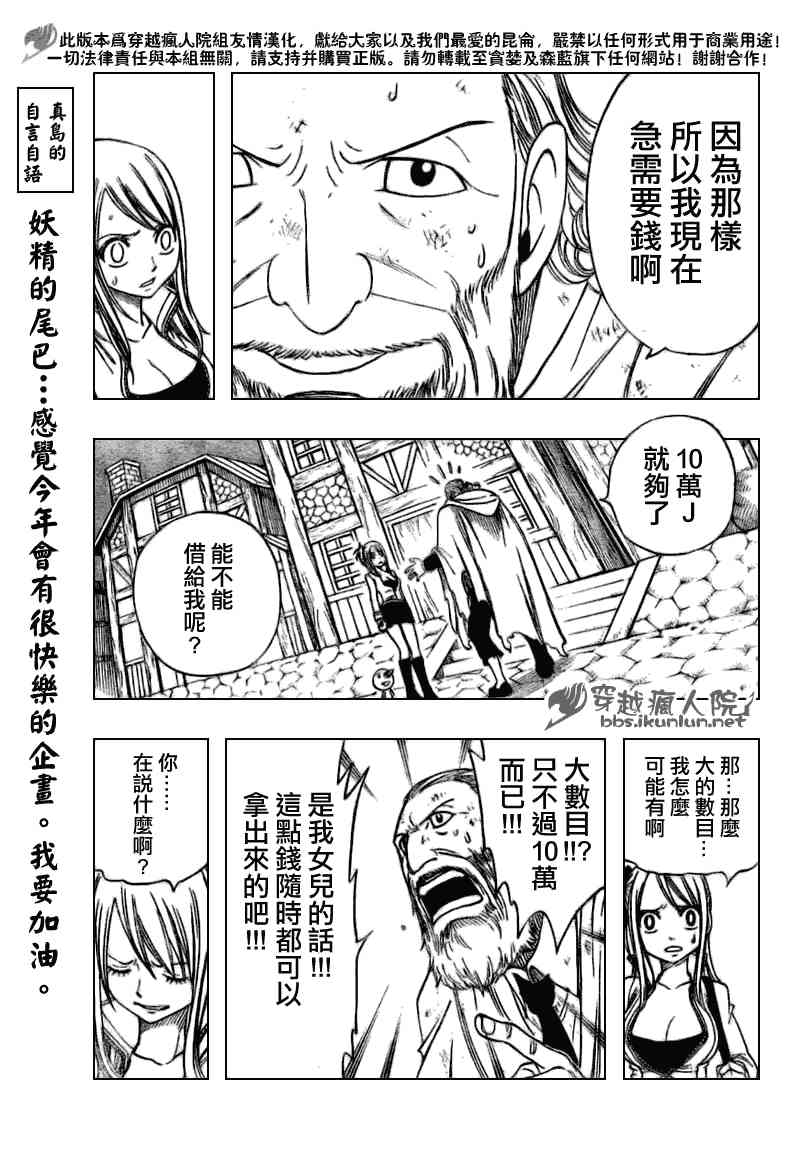 此版本爲穿越瘋人院組友情漢化，獻給大家以及我們最愛的昆侖，嚴禁以任何形式用于商業用途！
一切法律責任與本組無關，請支持并購買正版。請勿轉載至貪婪及森藍旗下任何網站！謝謝合作！
真島的
自言自語
妖精的尾巴…感覺今年會有很快樂的企畫。我要加油。
因為那樣
所以我現在
急需要錢啊
10萬J
就夠了
能不能
借給我呢？
穿越瘋人院
bbs.ikunlun.net
那…那麼
大的數目…
我怎麼
可能有啊
大數目!!?
只不過10萬
而已!!!
是我女兒的話!!!
這點錢隨時都可以
拿出來的吧!!!
你……
在説什麼啊？